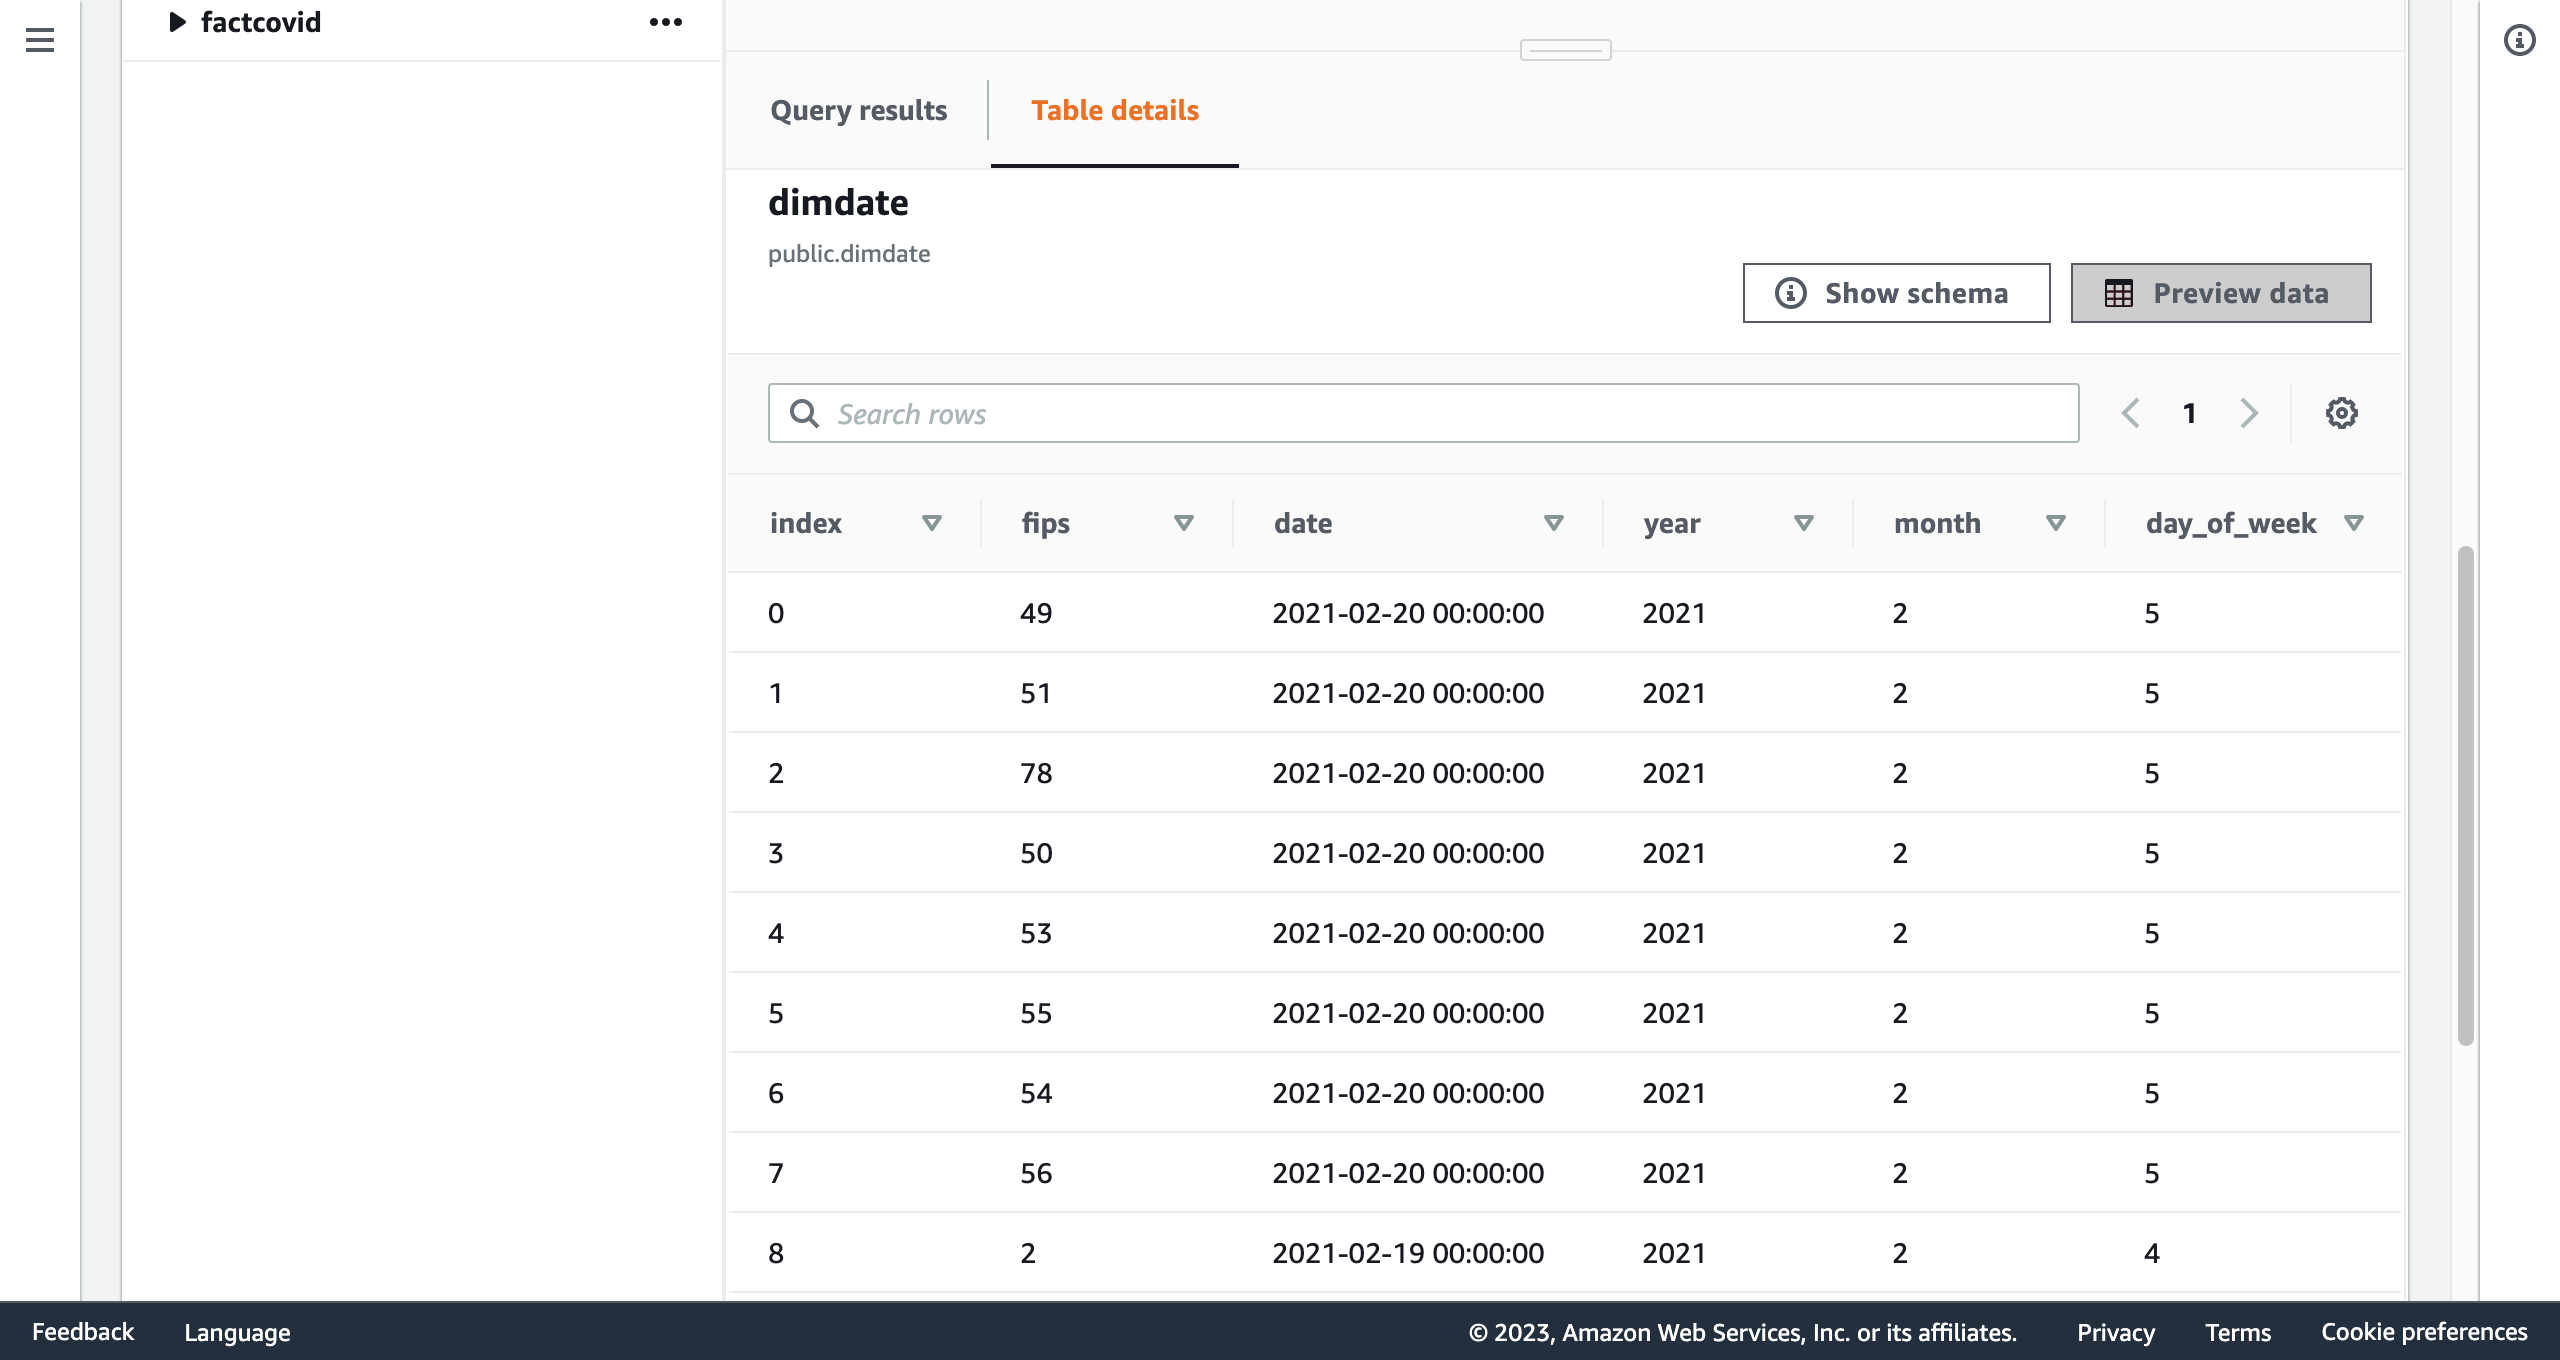 factcovid
Query results Table details
dimdate
public.dimdate
Show schema Preview data
Search rows 1
index fips date year month day_of_week
0 49 2021-02-20 00:00:00 2021 2 5
1 51 2021-02-20 00:00:00 2021 2 5
2 78 2021-02-20 00:00:00 2021 2 5
3 50 2021-02-20 00:00:00 2021 2 5
4 53 2021-02-20 00:00:00 2021 2 5
5 55 2021-02-20 00:00:00 2021 2 5
6 54 2021-02-20 00:00:00 2021 2 5
7 56 2021-02-20 00:00:00 2021 2 5
8 2 2021-02-19 00:00:00 2021 2 4
Feedback Language © 2023, Amazon Web Services, Inc. or its affiliates. Privacy Terms Cookie preferences